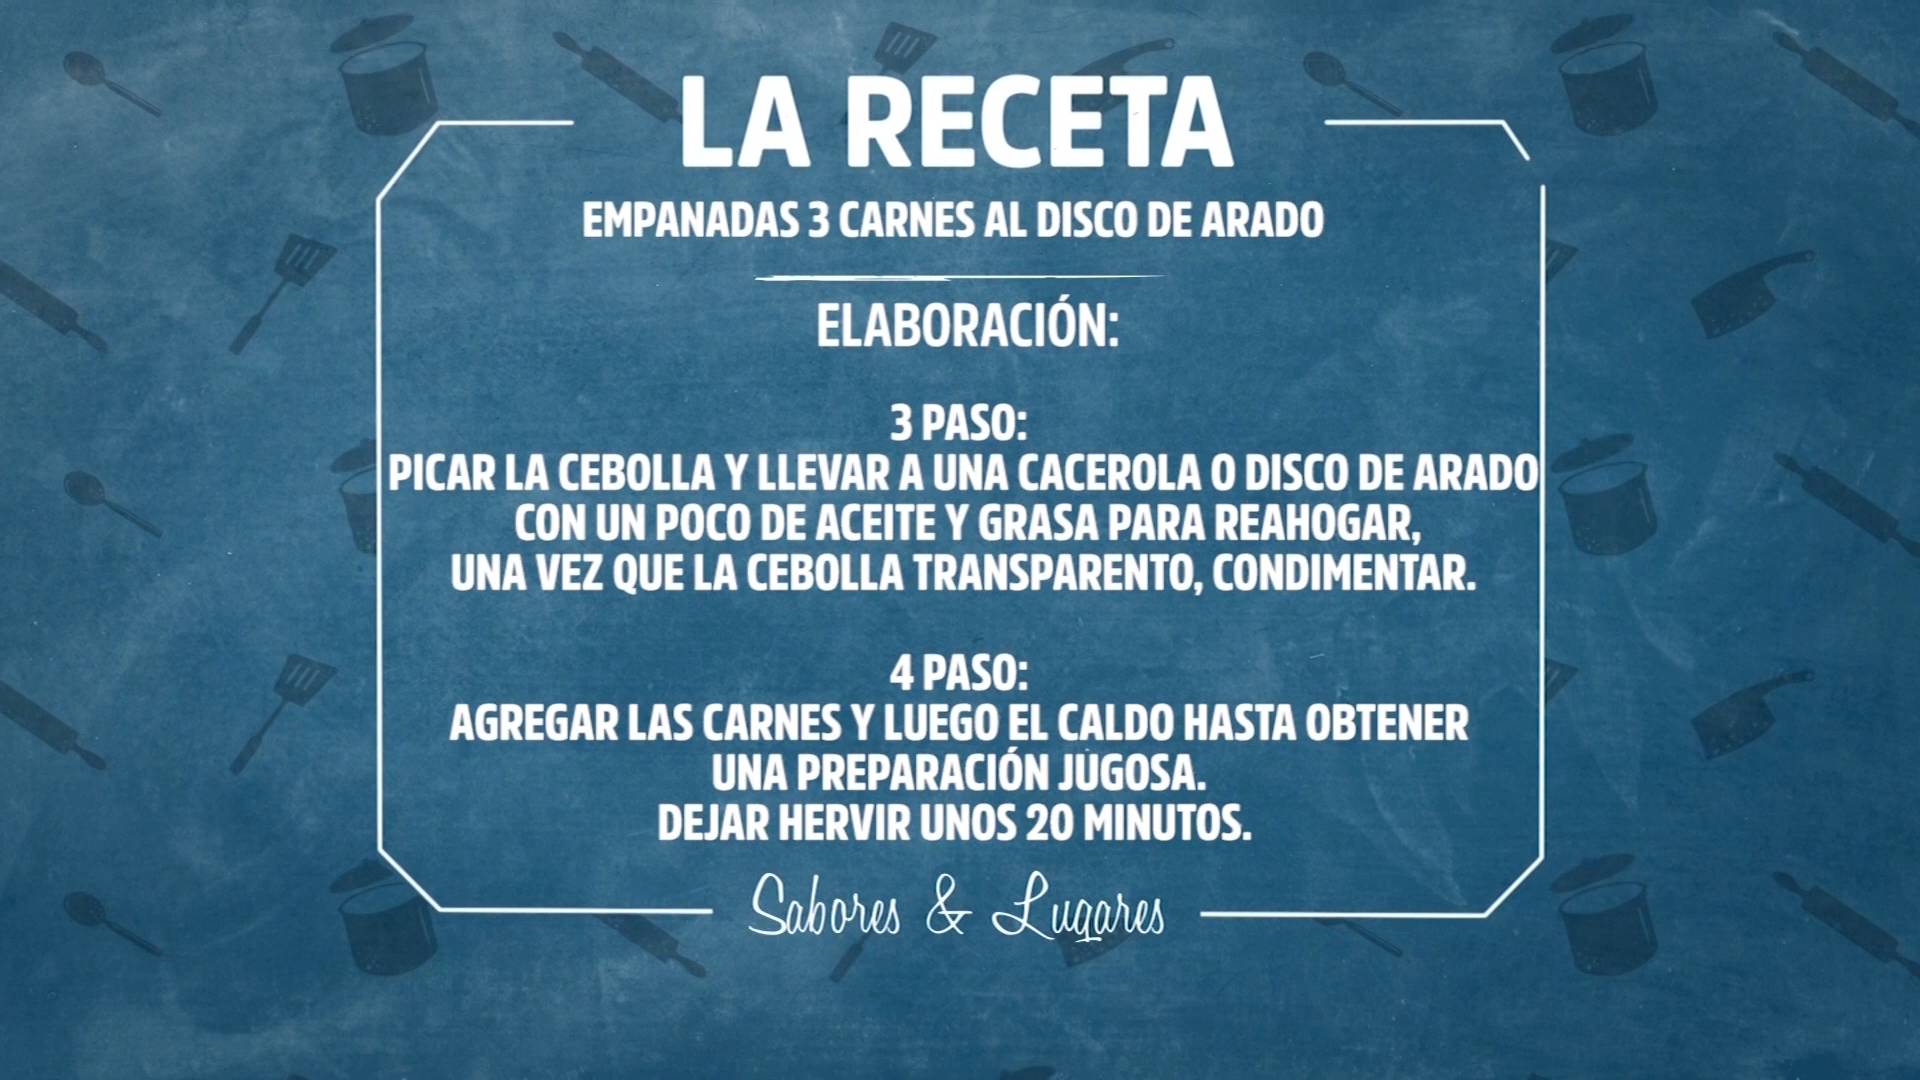 LA RECETA
EMPANADAS 3 CARNES AL DISCO DE ARADO
ELABORACIÓN:
3 PASO:
PICAR LA CEBOLLA Y LLEVAR A UNA CACEROLA O DISCO DE ARADO
CON UN POCO DE ACEITE Y GRASA PARA REAHOGAR,
UNA VEZ QUE LA CEBOLLA TRANSPARENTO, CONDIMENTAR.
4 PASO:
AGREGAR LAS CARNES Y LUEGO EL CALDO HASTA OBTENER
UNA PREPARACIÓN JUGOSA.
DEJAR HERVIR UNOS 20 MINUTOS.
Sabores & Lugares